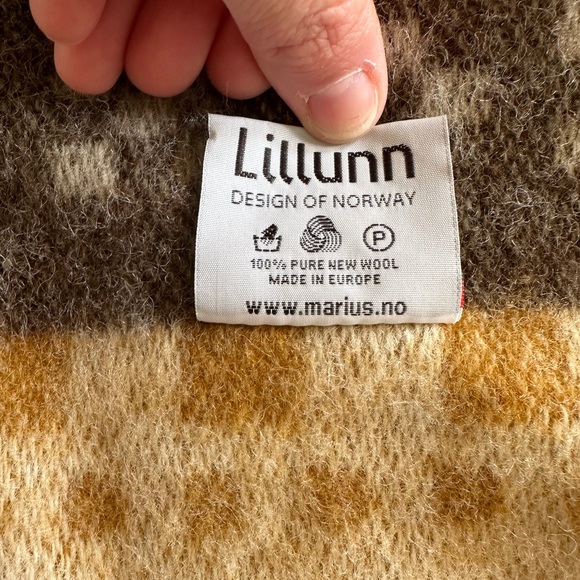 Lillunn
DESIGN OF NORWAY
P
100% PURE NEW WOOL
MADE IN EUROPE
www.marius.no